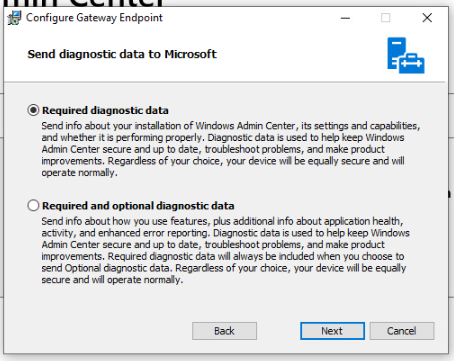 min Center
Configure Gateway Endpoint
Send diagnostic data to Microsoft
Required diagnostic data
Send info about your installation of Windows Admin Center, its settings and capabilities,
and whether it is performing properly. Diagnostic data is used to help keep Windows
Admin Center secure and up to date, troubleshoot problems, and make product
improvements. Regardless of your choice, your device will be equally secure and will
operate normally.
Required and optional diagnostic data
Send info about how you use features, plus additional info about application health,
activity, and enhanced error reporting. Diagnostic data is used to help keep Windows
Admin Center secure and up to date, troubleshoot problems, and make product
improvements. Required diagnostic data will always be included when you choose to
send Optional diagnostic data. Regardless of your choice, your device will be equally
secure and will operate normally.
Back Next Cancel